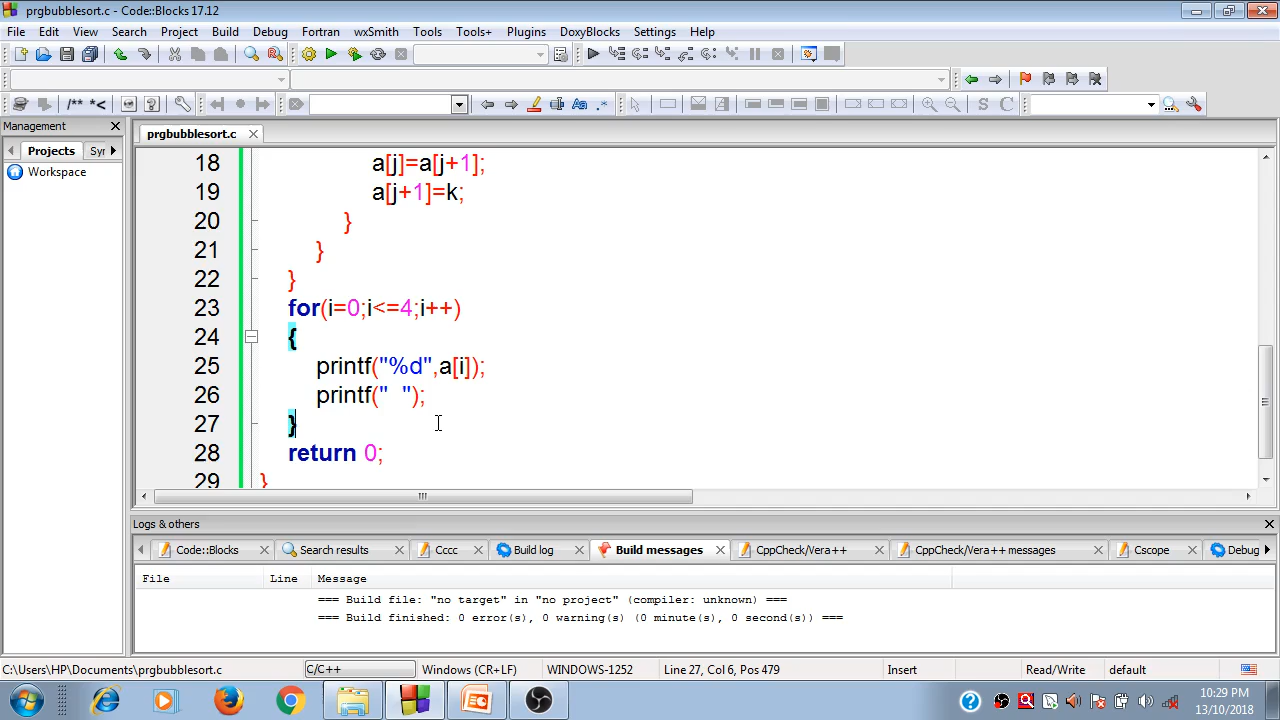 prgbubblesort.c - Code::Blocks 17.12
File Edit View Search Project Build Debug Fortran wxSmith Tools Tools+ Plugins DoxyBlocks Settings Help
/** *<
Management
prgbubblesort.c
Projects Sy
Workspace
18 a[j]=a[j+1];
19 a[j+1]=k;
20 }
21 }
22 }
23 for(i=0;i<=4;i++)
24 {
25 printf("%d",a[i]);
26 printf("  ");
27 }
28 return 0;
29 }
Logs & others
Code::Blocks Search results Cccc Build log Build messages CppCheck/Vera++ CppCheck/Vera++ messages Cscope Debug
File Line Message
=== Build file: "no target" in "no project" (compiler: unknown) ===
=== Build finished: 0 error(s), 0 warning(s) (0 minute(s), 0 second(s)) ===
C:\Users\HP\Documents\prgbubblesort.c C/C++ Windows (CR+LF) WINDOWS-1252 Line 27, Col 6, Pos 479 Insert Read/Write default
10:29 PM
13/10/2018